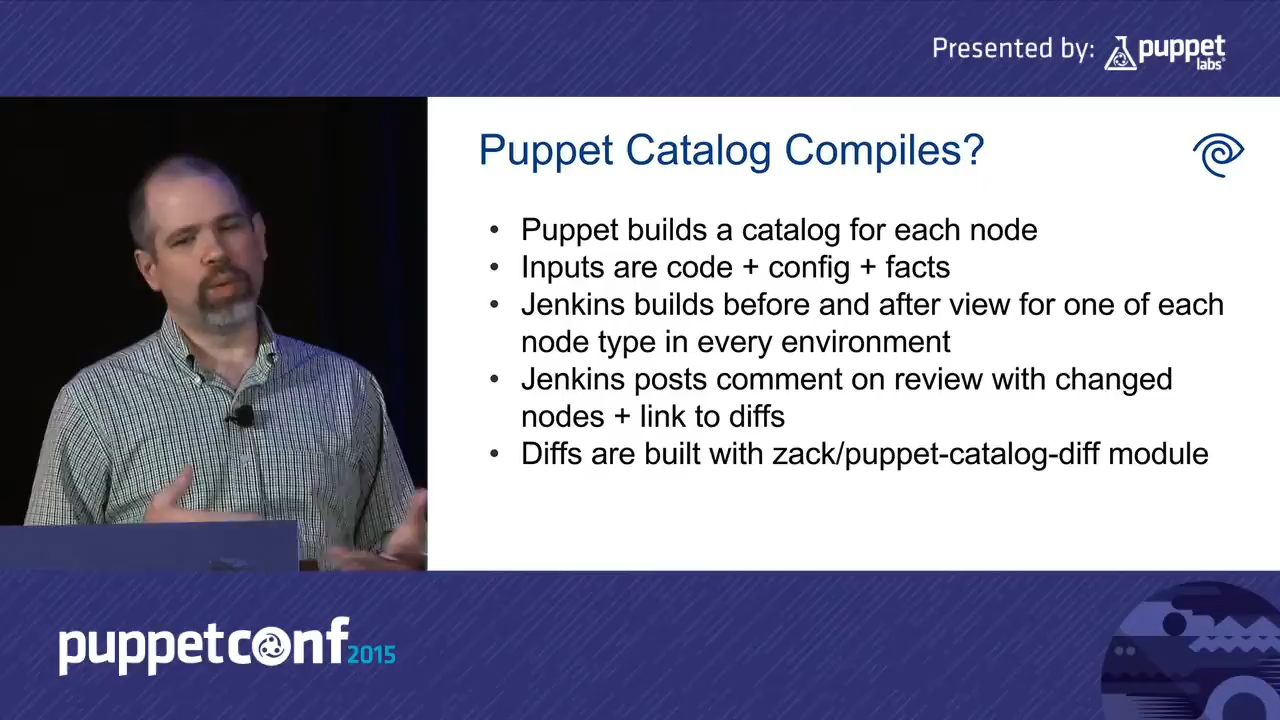 Presented by: puppet labs
Puppet Catalog Compiles?
• Puppet builds a catalog for each node
• Inputs are code + config + facts
• Jenkins builds before and after view for one of each
node type in every environment
• Jenkins posts comment on review with changed
nodes + link to diffs
• Diffs are built with zack/puppet-catalog-diff module
puppetconf 2015